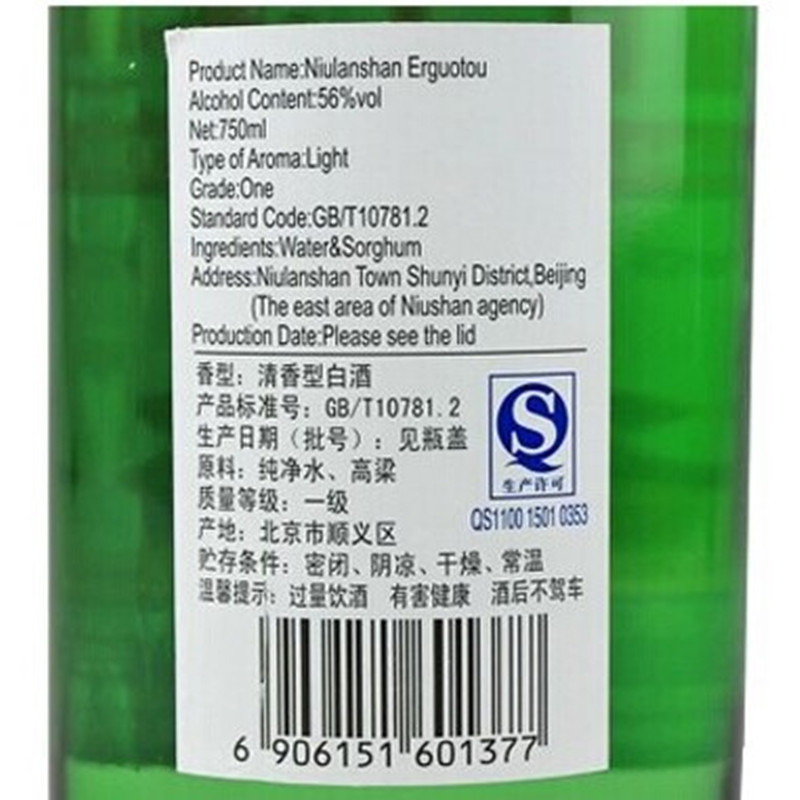 Product Name:Niulanshan Erguotou
Alcohol Content:56%vol
Net:750ml
Type of Aroma:Light
Grade:One
Standard Code:GB/T10781.2
Ingredients:Water&Sorghum
Address:Niulanshan Town Shunyi District,Beijing
(The east area of Niushan agency)
Production Date:Please see the lid
香型：清香型白酒
产品标准号：GB/T10781.2
生产日期（批号）：见瓶盖
原料：纯净水、高粱
质量等级：一级
产地：北京市顺义区
QS
生产许可
QS1100 1501 0353
贮存条件：密闭、阴凉、干燥、常温
温馨提示：过量饮酒 有害健康 酒后不驾车
6 906151 601377